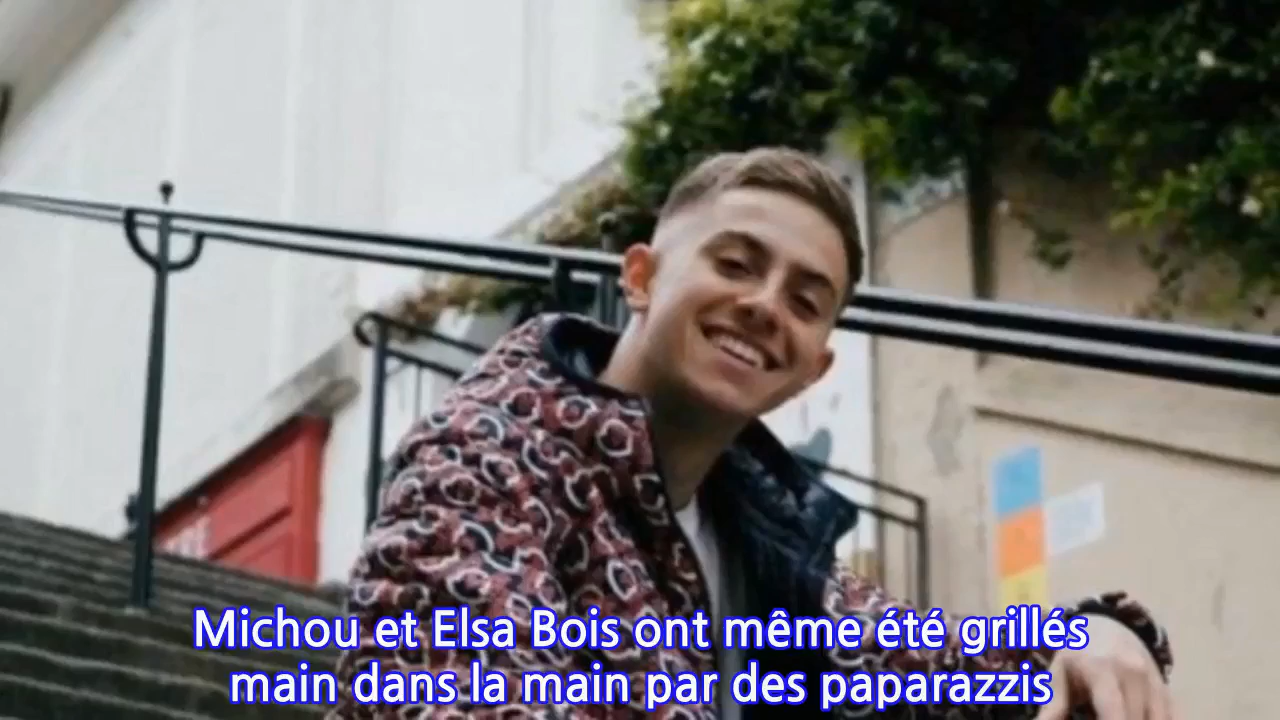 Michou et Elsa Bois ont même été grillés
main dans la main par des paparazzis